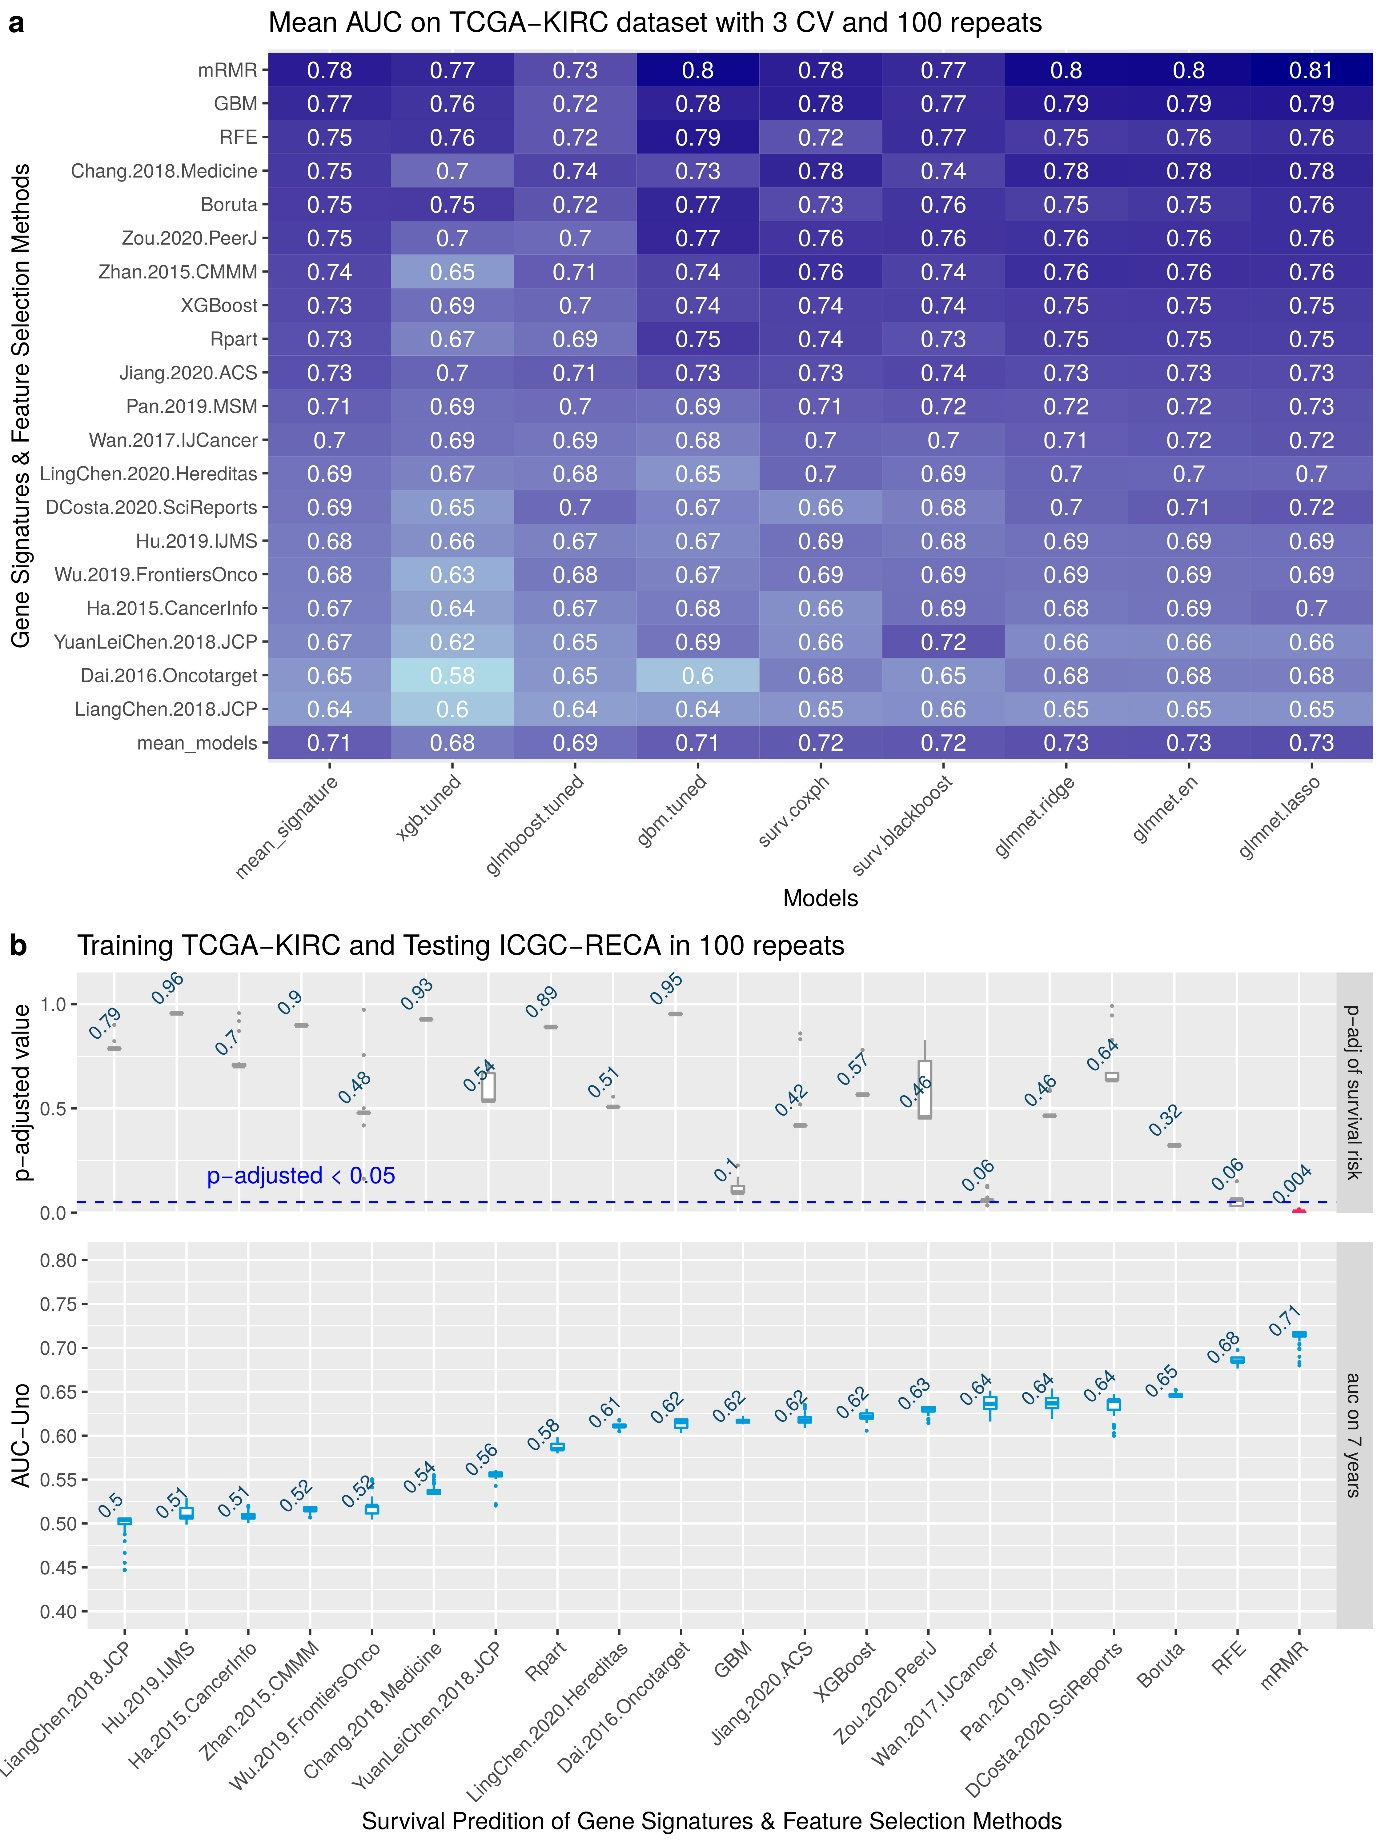 a
Mean AUC on TCGA−KIRC dataset with 3 CV and 100 repeats
Gene Signatures & Feature Selection Methods
mRMR 0.78 0.77 0.73 0.8 0.78 0.77 0.8 0.8 0.81
GBM 0.77 0.76 0.72 0.78 0.78 0.77 0.79 0.79 0.79
RFE 0.75 0.76 0.72 0.79 0.72 0.77 0.75 0.76 0.76
Chang.2018.Medicine 0.75 0.7 0.74 0.73 0.78 0.74 0.78 0.78 0.78
Boruta 0.75 0.75 0.72 0.77 0.73 0.76 0.75 0.75 0.76
Zou.2020.PeerJ 0.75 0.7 0.7 0.77 0.76 0.76 0.76 0.76 0.76
Zhan.2015.CMMM 0.74 0.65 0.71 0.74 0.76 0.74 0.76 0.76 0.76
XGBoost 0.73 0.69 0.7 0.74 0.74 0.74 0.75 0.75 0.75
Rpart 0.73 0.67 0.69 0.75 0.74 0.73 0.75 0.75 0.75
Jiang.2020.ACS 0.73 0.7 0.71 0.73 0.73 0.74 0.73 0.73 0.73
Pan.2019.MSM 0.71 0.69 0.7 0.69 0.71 0.72 0.72 0.72 0.73
Wan.2017.IJCancer 0.7 0.69 0.69 0.68 0.7 0.7 0.71 0.72 0.72
LingChen.2020.Hereditas 0.69 0.67 0.68 0.65 0.7 0.69 0.7 0.7 0.7
DCosta.2020.SciReports 0.69 0.65 0.7 0.67 0.66 0.68 0.7 0.71 0.72
Hu.2019.IJMS 0.68 0.66 0.67 0.67 0.69 0.68 0.69 0.69 0.69
Wu.2019.FrontiersOnco 0.68 0.63 0.68 0.67 0.69 0.69 0.69 0.69 0.69
Ha.2015.CancerInfo 0.67 0.64 0.67 0.68 0.66 0.69 0.68 0.69 0.7
YuanLeiChen.2018.JCP 0.67 0.62 0.65 0.69 0.66 0.72 0.66 0.66 0.66
Dai.2016.Oncotarget 0.65 0.58 0.65 0.6 0.68 0.65 0.68 0.68 0.68
LiangChen.2018.JCP 0.64 0.6 0.64 0.64 0.65 0.66 0.65 0.65 0.65
mean_models 0.71 0.68 0.69 0.71 0.72 0.72 0.73 0.73 0.73
mean_signature xgb.tuned glmboost.tuned gbm.tuned surv.coxph surv.blackboost glmnet.ridge glmnet.en glmnet.lasso
Models
b
Training TCGA−KIRC and Testing ICGC−RECA in 100 repeats
p−adjusted value
1.0
0.5
0.0
0.79 0.96 0.7 0.9 0.48 0.93 0.54 0.89 0.51 0.95 0.1 0.42 0.57 0.46 0.06 0.46 0.64 0.32 0.06 0.004
p−adjusted < 0.05
p−adj of survival risk
AUC−Uno
0.80
0.75
0.70
0.65
0.60
0.55
0.50
0.45
0.40
0.5 0.51 0.51 0.52 0.52 0.54 0.56 0.58 0.61 0.62 0.62 0.62 0.62 0.63 0.64 0.64 0.64 0.65 0.68 0.71
auc on 7 years
LiangChen.2018.JCP Hu.2019.IJMS Ha.2015.CancerInfo Zhan.2015.CMMM Wu.2019.FrontiersOnco Chang.2018.Medicine YuanLeiChen.2018.JCP Rpart LingChen.2020.Hereditas Dai.2016.Oncotarget GBM Jiang.2020.ACS XGBoost Zou.2020.PeerJ Wan.2017.IJCancer Pan.2019.MSM DCosta.2020.SciReports Boruta RFE mRMR
Survival Predition of Gene Signatures & Feature Selection Methods